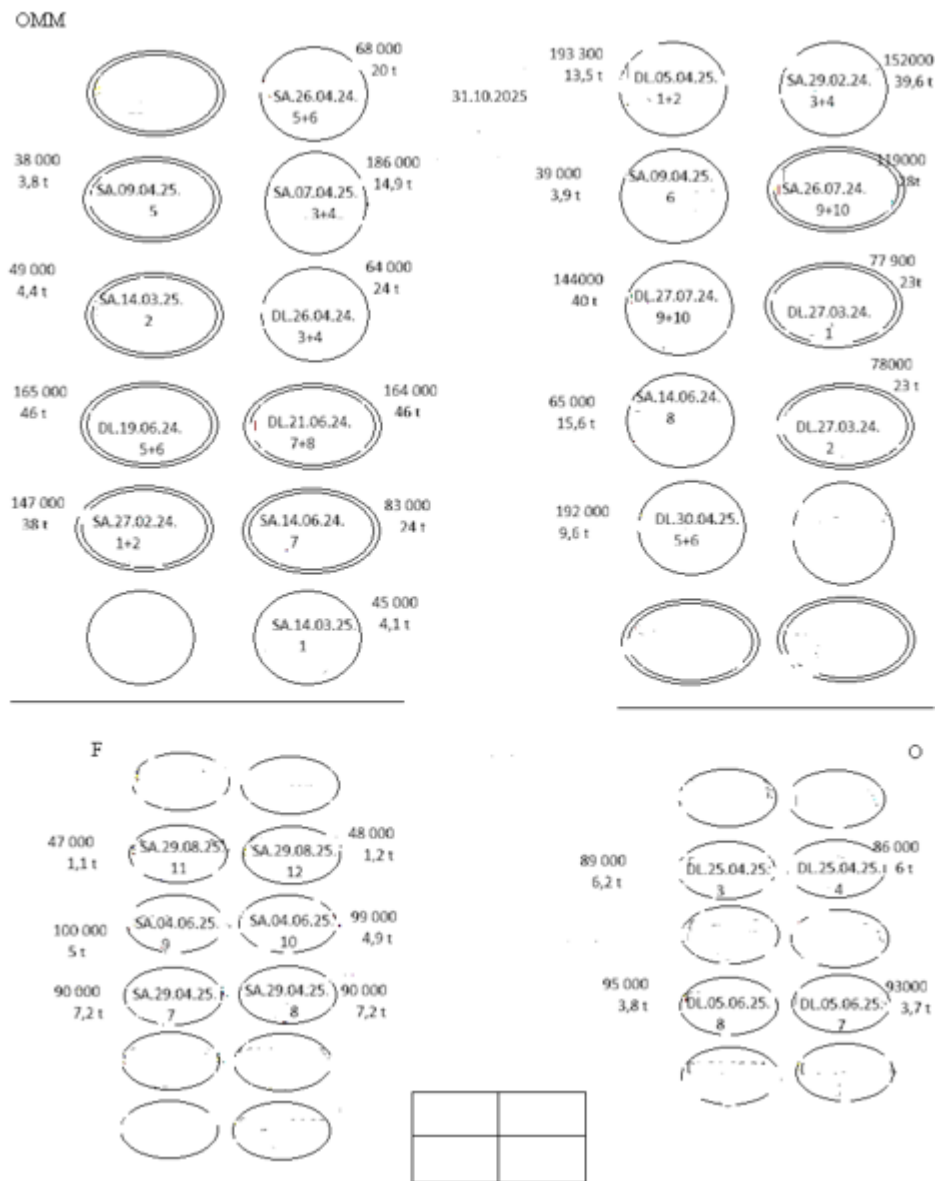 OMM
68 000
20 t
SA.26.04.24.
5+6
31.10.2025
193 300
13,5 t
DL.05.04.25.
1+2
152000
39,6 t
SA.29.02.24.
3+4
38 000
3,8 t
SA.09.04.25.
5
186 000
14,9 t
SA.07.04.25.
3+4
39 000
3,9 t
SA.09.04.25.
6
119000
28t
SA.26.07.24.
9+10
49 000
4,4 t
SA.14.03.25.
2
64 000
24 t
DL.26.04.24.
3+4
144000
40 t
DL.27.07.24.
9+10
77 900
23t
DL.27.03.24.
1
165 000
46 t
DL.19.06.24.
5+6
164 000
46 t
DL.21.06.24.
7+8
65 000
15,6 t
SA.14.06.24.
8
78000
23 t
DL.27.03.24.
2
147 000
38 t
SA.27.02.24.
1+2
83 000
24 t
SA.14.06.24.
7
192 000
9,6 t
DL.30.04.25.
5+6
45 000
4,1 t
SA.14.03.25.
1
F
O
47 000
1,1 t
SA.29.08.25.
11
48 000
1,2 t
SA.29.08.25.
12
89 000
6,2 t
DL.25.04.25.
3
86 000
6 t
DL.25.04.25.
4
100 000
5 t
SA.04.06.25.
9
99 000
4,9 t
SA.04.06.25.
10
90 000
7,2 t
SA.29.04.25.
7
90 000
7,2 t
SA.29.04.25.
8
95 000
3,8 t
DL.05.06.25.
8
93000
3,7 t
DL.05.06.25.
7